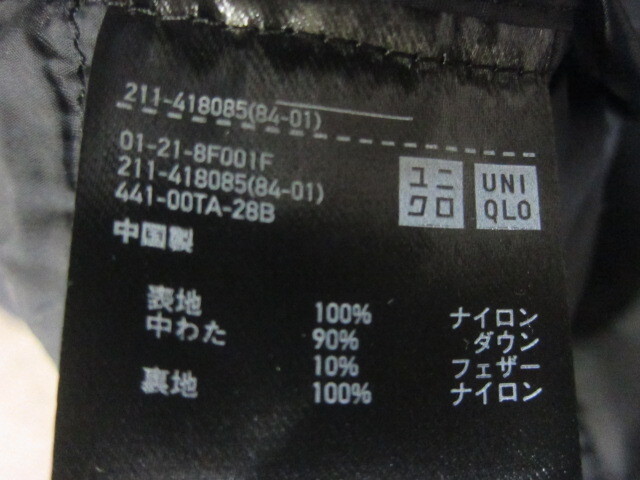 211-418085(84-01)
01-21-8F001F
211-418085(84-01)
441-00TA-28B
中国製
ユニ
クロ
UNI
QLO
表地 100% ナイロン
中わた 90% ダウン
10% フェザー
裏地 100% ナイロン